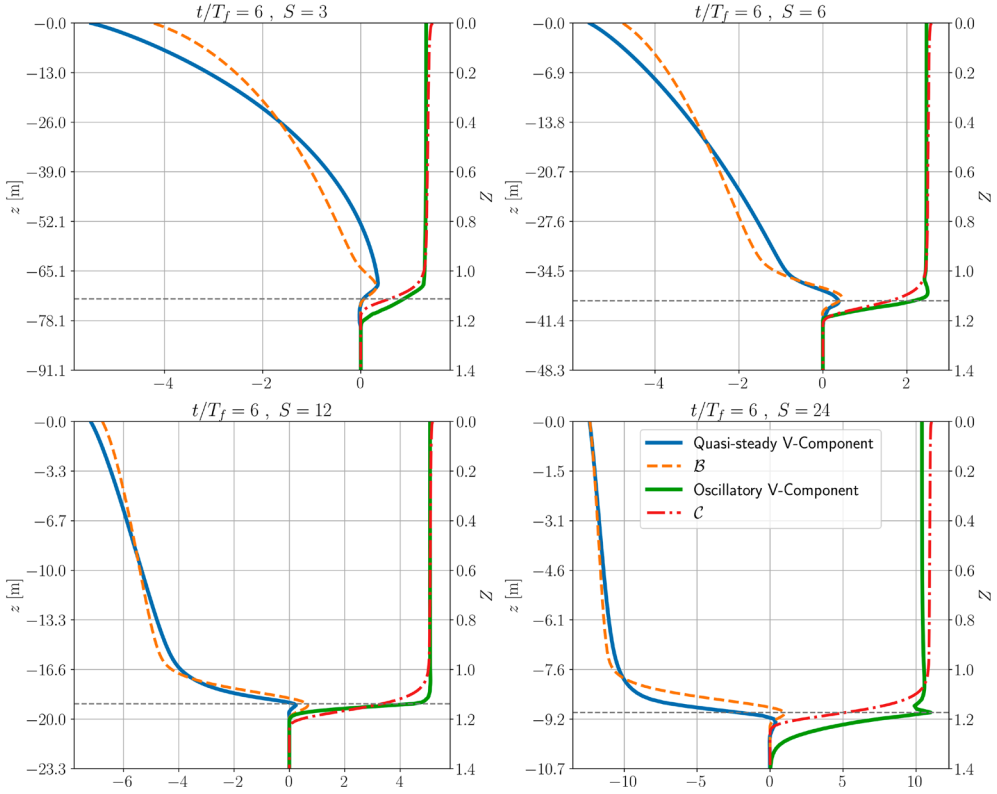 t/T_f = 6 , S = 3
t/T_f = 6 , S = 6
−0.0 0.0 −0.0 0.0
−13.0 0.2 −6.9 0.2
−26.0 0.4 −13.8 0.4
−39.0 0.6 −20.7 0.6
z [m] Z z [m] Z
−52.1 0.8 −27.6 0.8
−65.1 1.0 −34.5 1.0
−78.1 1.2 −41.4 1.2
−91.1 1.4 −48.3 1.4
−4 −2 0 −4 −2 0 2
t/T_f = 6 , S = 12
t/T_f = 6 , S = 24
−0.0 0.0 −0.0 0.0
Quasi-steady V-Component
ℬ
Oscillatory V-Component
𝒞
−3.3 0.2 −1.5 0.2
−6.7 0.4 −3.1 0.4
−10.0 0.6 −4.6 0.6
z [m] Z z [m] Z
−13.3 0.8 −6.1 0.8
−16.6 1.0 −7.6 1.0
−20.0 1.2 −9.2 1.2
−23.3 1.4 −10.7 1.4
−6 −4 −2 0 2 4 −10 −5 0 5 10